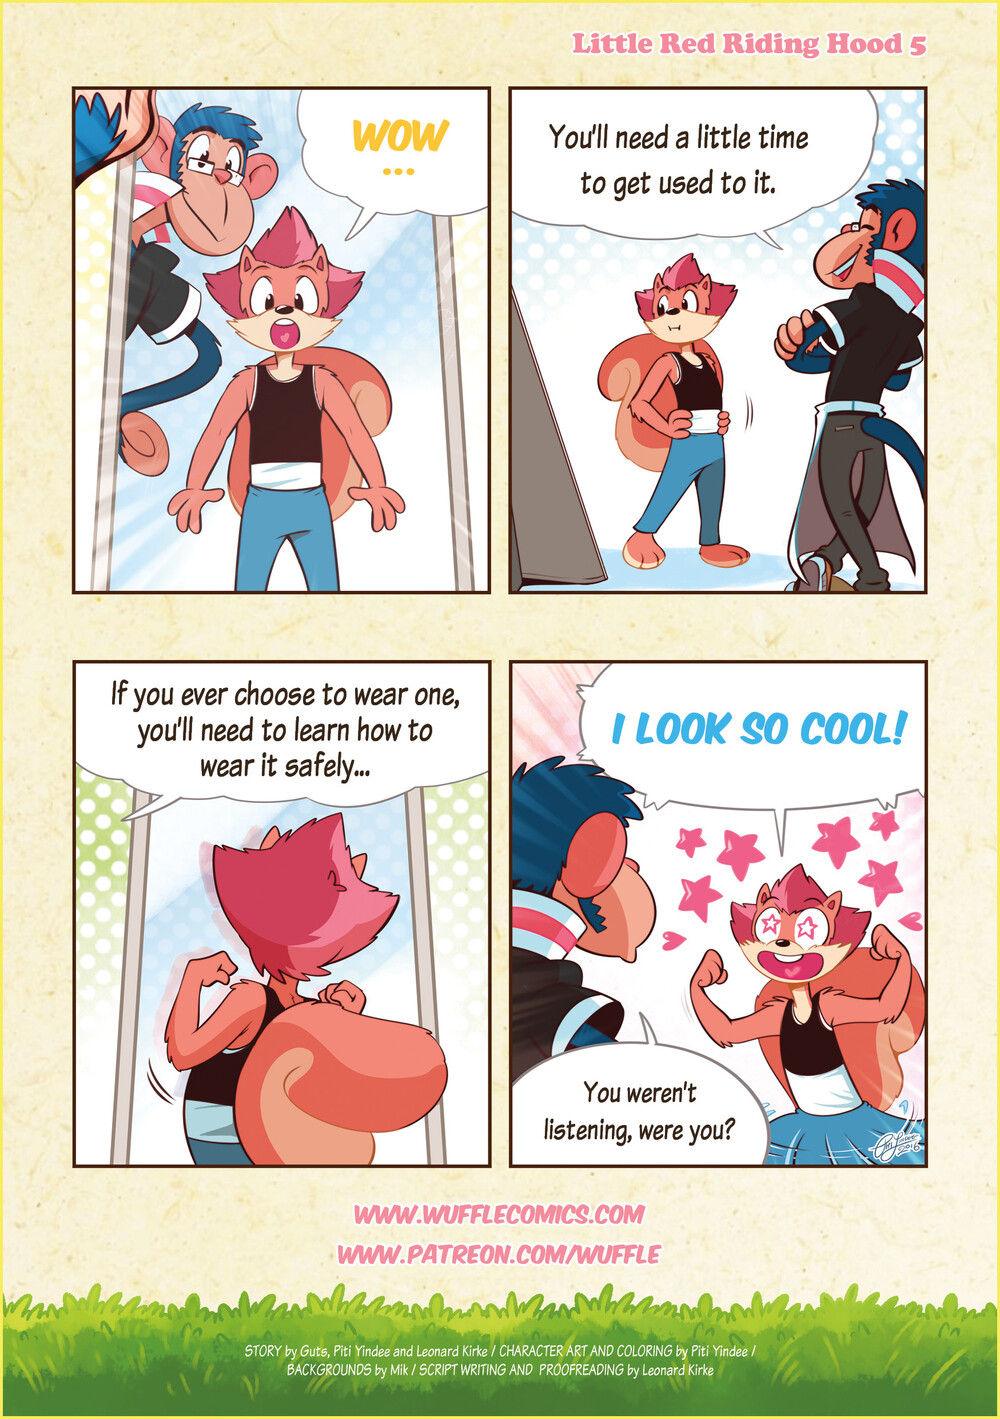 Little Red Riding Hood 5
WOW
...
You'll need a little time
to get used to it.
If you ever choose to wear one,
you'll need to learn how to
wear it safely...
I LOOK SO COOL!
You weren't
listening, were you?
2016
WWW.WUFFLECOMICS.COM
WWW.PATREON.COM/WUFFLE
STORY by Guts, Piti Yindee and Leonard Kirke / CHARACTER ART AND COLORING by Piti Yindee /
BACKGROUNDS by Mik / SCRIPT WRITING AND PROOFREADING by Leonard Kirke